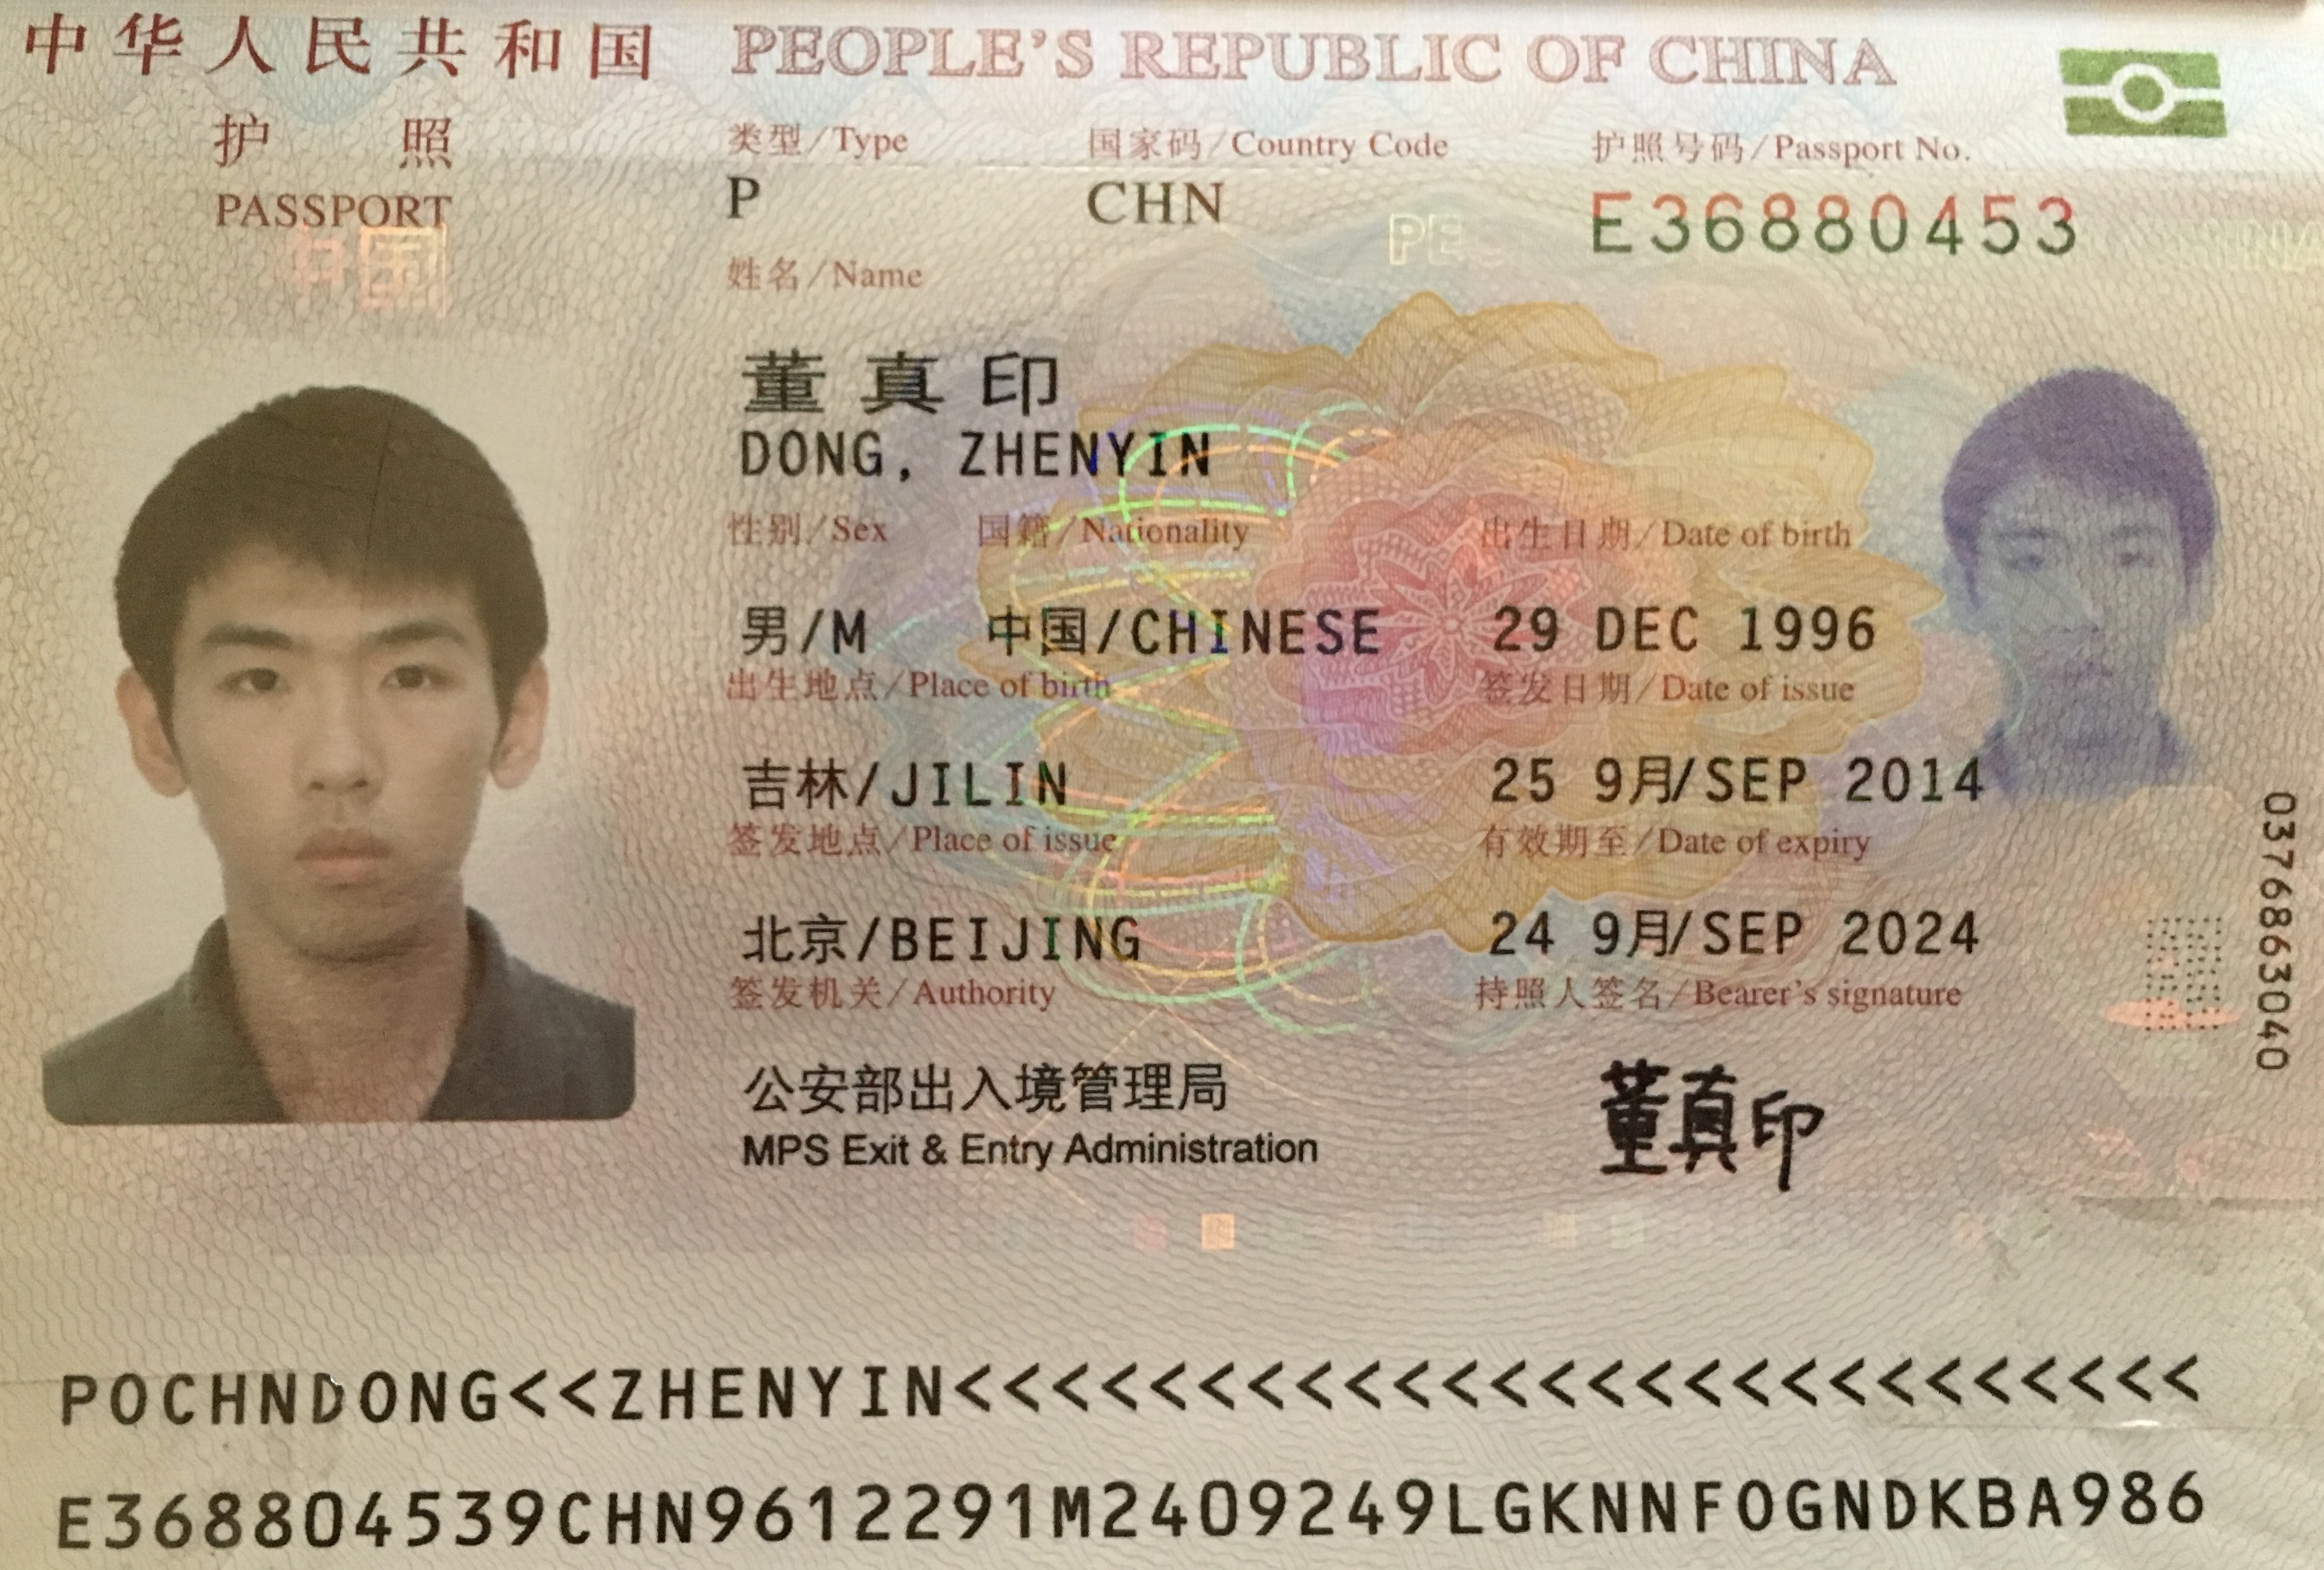 中华人民共和国 PEOPLE'S REPUBLIC OF CHINA
护照 类型/Type 国家码/Country Code 护照号码/Passport No.
PASSPORT P CHN E36880453
中国
姓名/Name
董真印
DONG, ZHENYIN
性别/Sex 国籍/Nationality 出生日期/Date of birth
男/M 中国/CHINESE 29 DEC 1996
出生地点/Place of birth 签发日期/Date of issue
吉林/JILIN 25 9月/SEP 2014
签发地点/Place of issue 有效期至/Date of expiry
北京/BEIJING 24 9月/SEP 2024
签发机关/Authority 持照人签名/Bearer's signature
公安部出入境管理局 董真印
MPS Exit & Entry Administration
0376863040
POCHNDONG<<ZHENYIN<<<<<<<<<<<<<<<<<<<<<<<<<<
E368804539CHN9612291M2409249LGKNNFOGNDKBA986